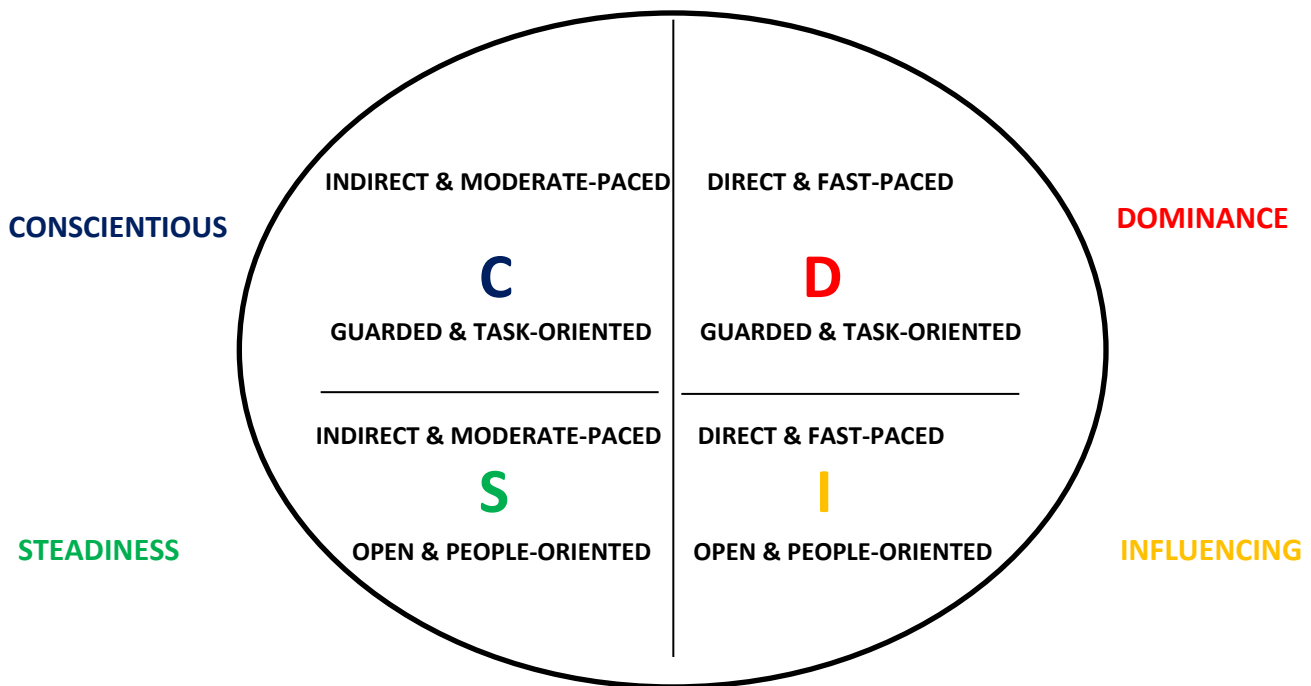 INDIRECT & MODERATE-PACED
DIRECT & FAST-PACED
CONSCIENTIOUS
DOMINANCE
C
D
GUARDED & TASK-ORIENTED
GUARDED & TASK-ORIENTED
INDIRECT & MODERATE-PACED
DIRECT & FAST-PACED
S
I
STEADINESS
OPEN & PEOPLE-ORIENTED
OPEN & PEOPLE-ORIENTED
INFLUENCING